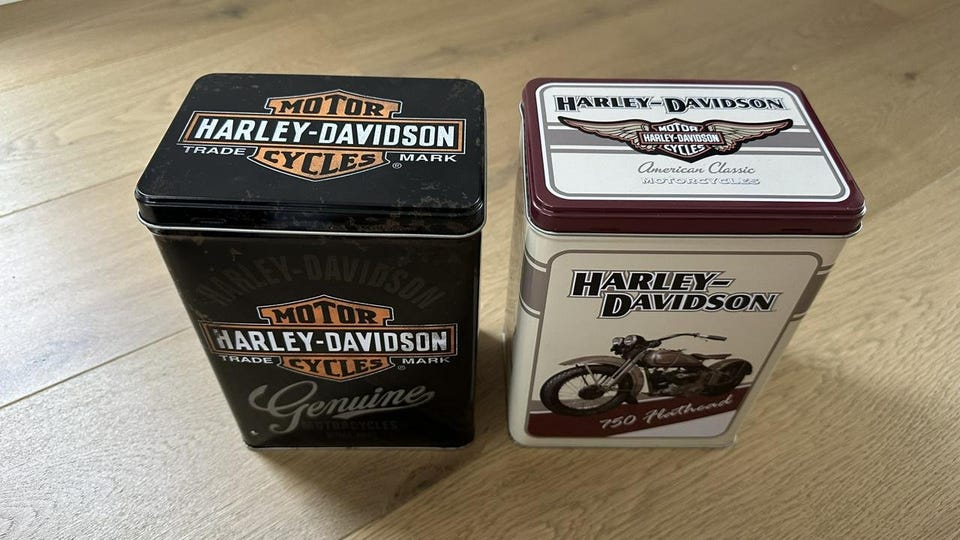 MOTOR
HARLEY-DAVIDSON
TRADE MARK
CYCLES ®
HARLEY-DAVIDSON
MOTOR
HARLEY-DAVIDSON
TRADE MARK
CYCLES ®
Genuine
MOTORCYCLES
HARLEY-DAVIDSON
MOTOR
HARLEY-DAVIDSON
CYCLES
American Classic
MOTORCYCLES
HARLEY-
DAVIDSON
750 Flathead